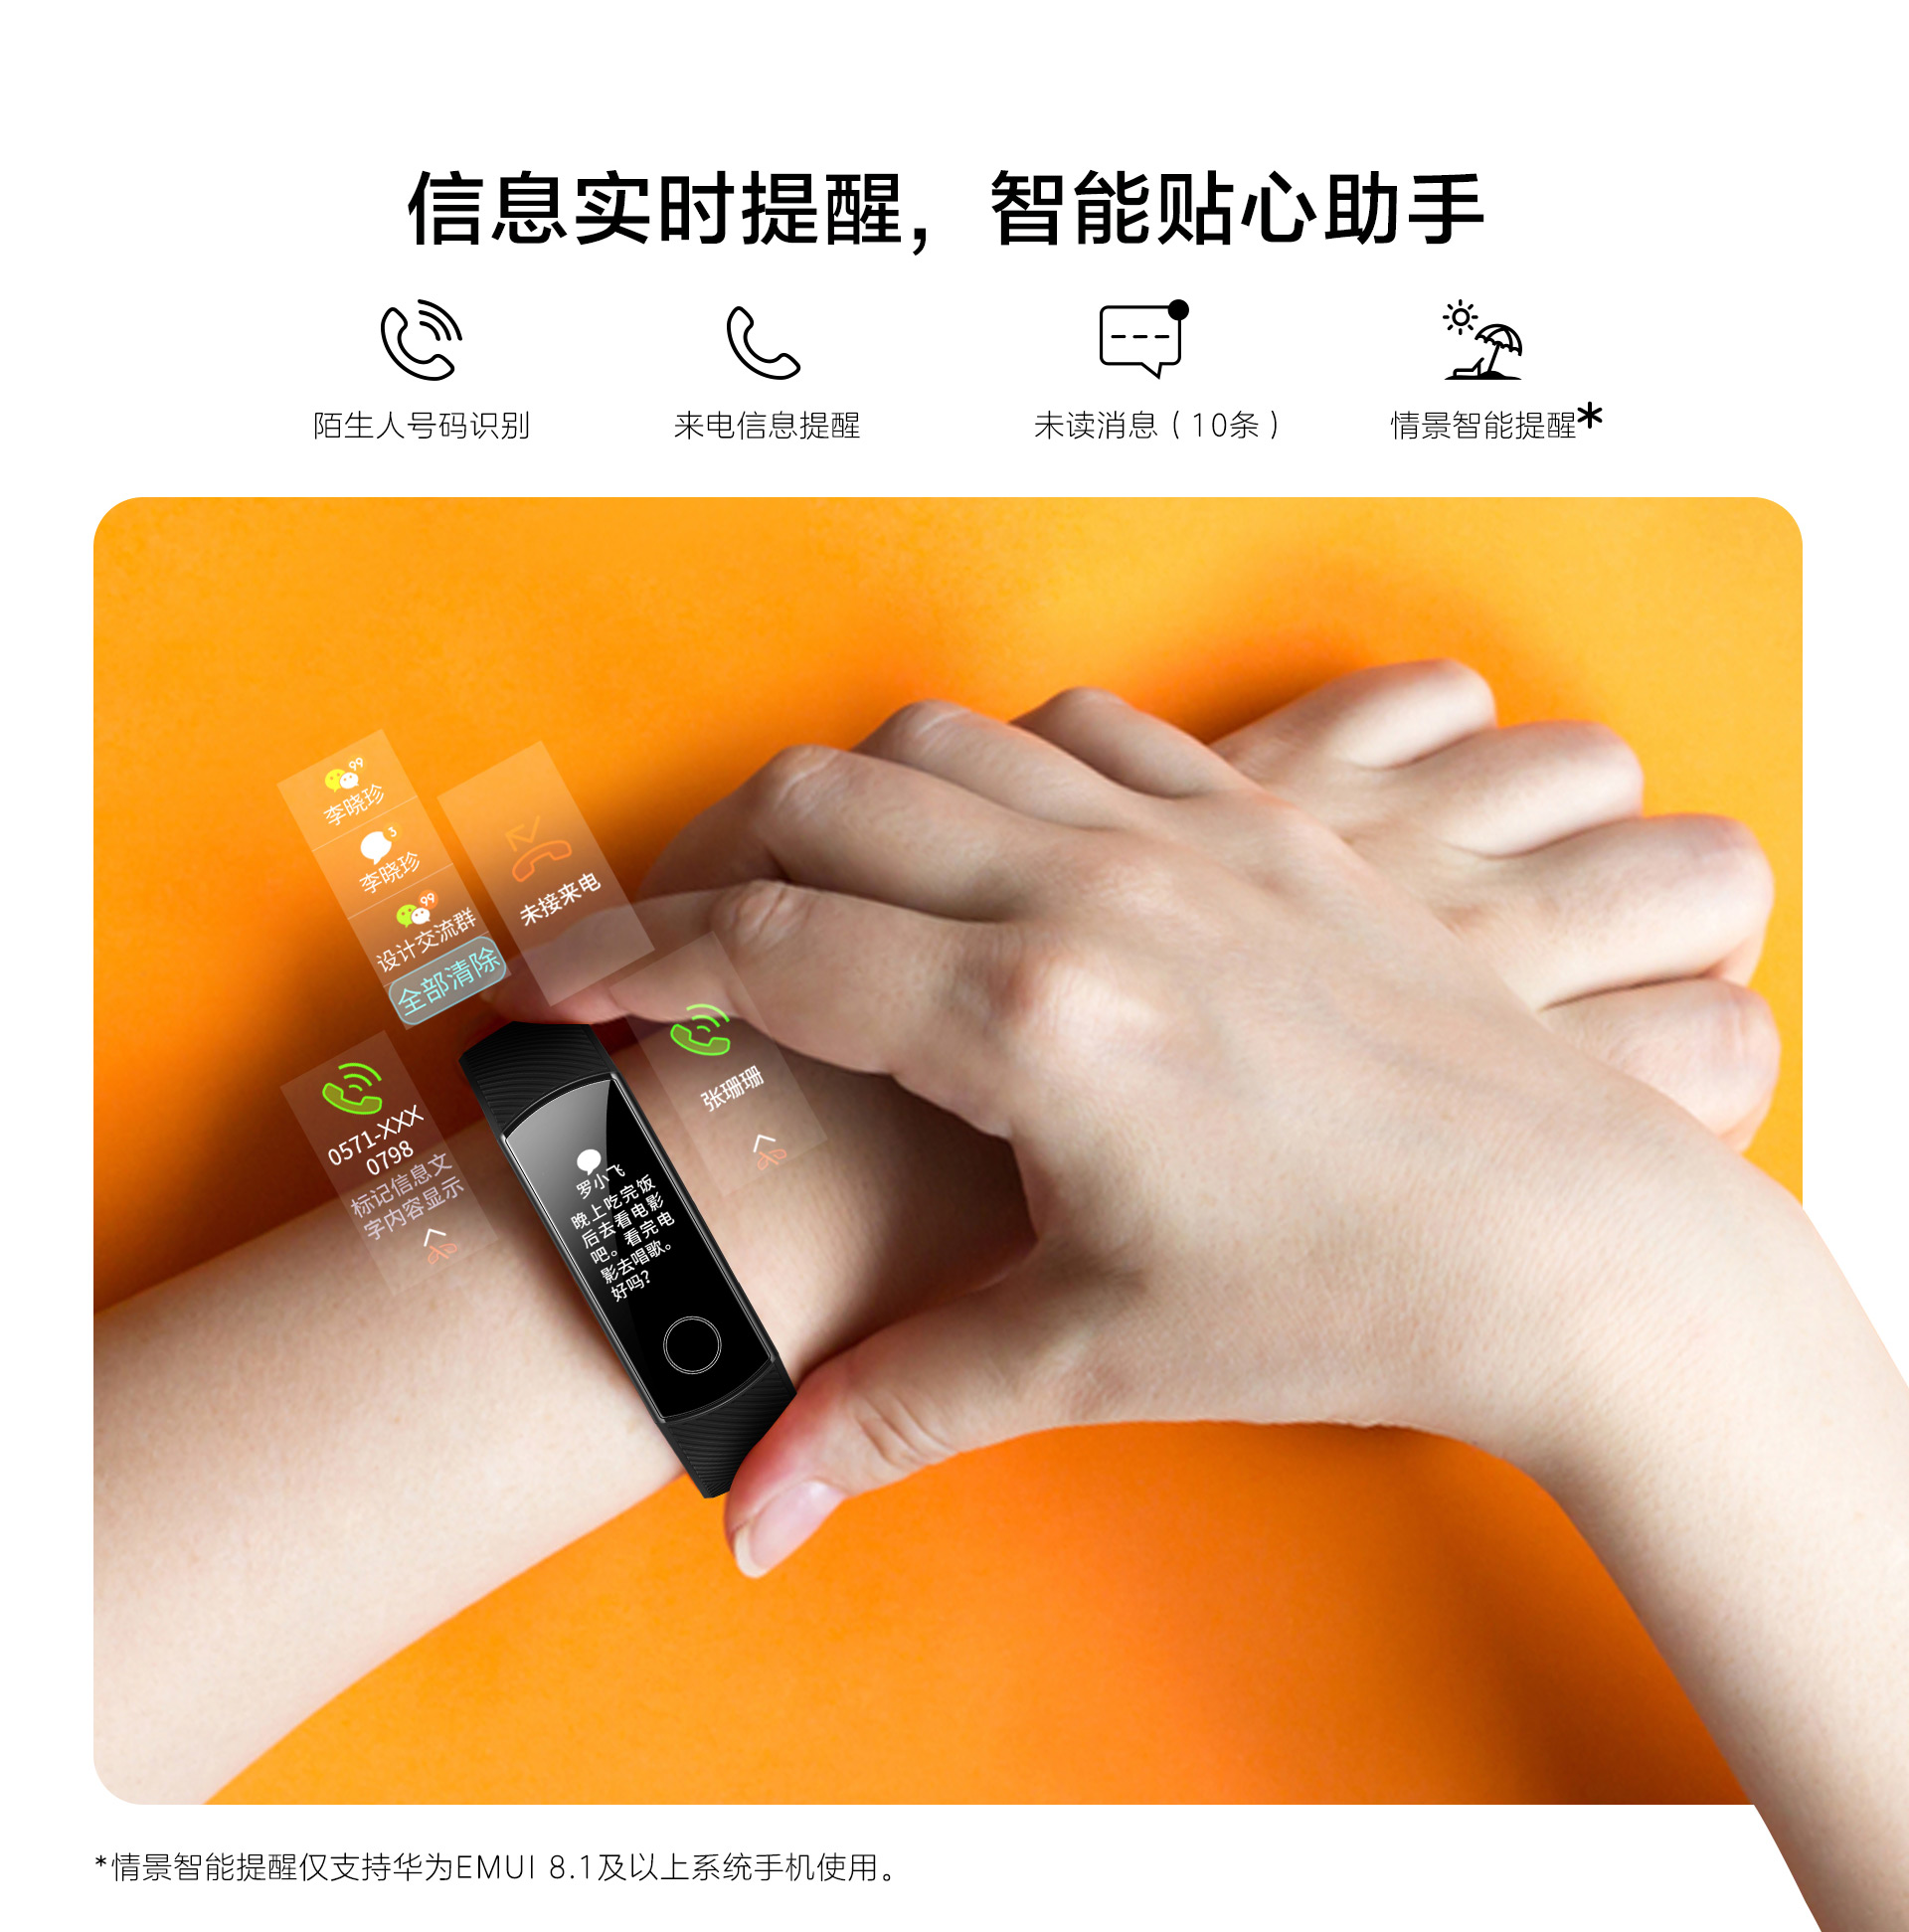 信息实时提醒，智能贴心助手
陌生人号码识别
来电信息提醒
未读消息（10条）
情景智能提醒*
99
李晓珍
3
李晓珍
99
设计交流群
全部清除
未接来电
0571-XXX
0798
标记信息文
字内容显示
张珊珊
罗小飞
晚上吃完饭
后去看电影
吧。看完电
影去唱歌。
好吗？
*情景智能提醒仅支持华为EMUI 8.1及以上系统手机使用。